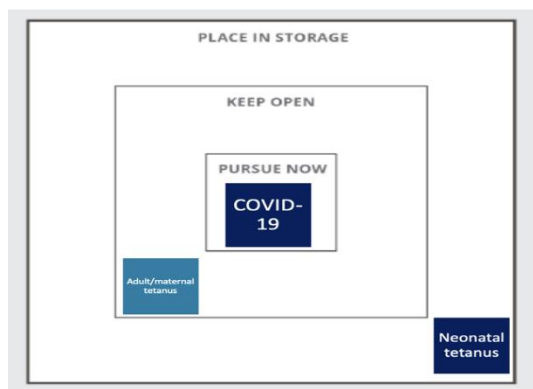 PLACE IN STORAGE
KEEP OPEN
PURSUE NOW
COVID-
19
Adult/maternal
tetanus
Neonatal
tetanus